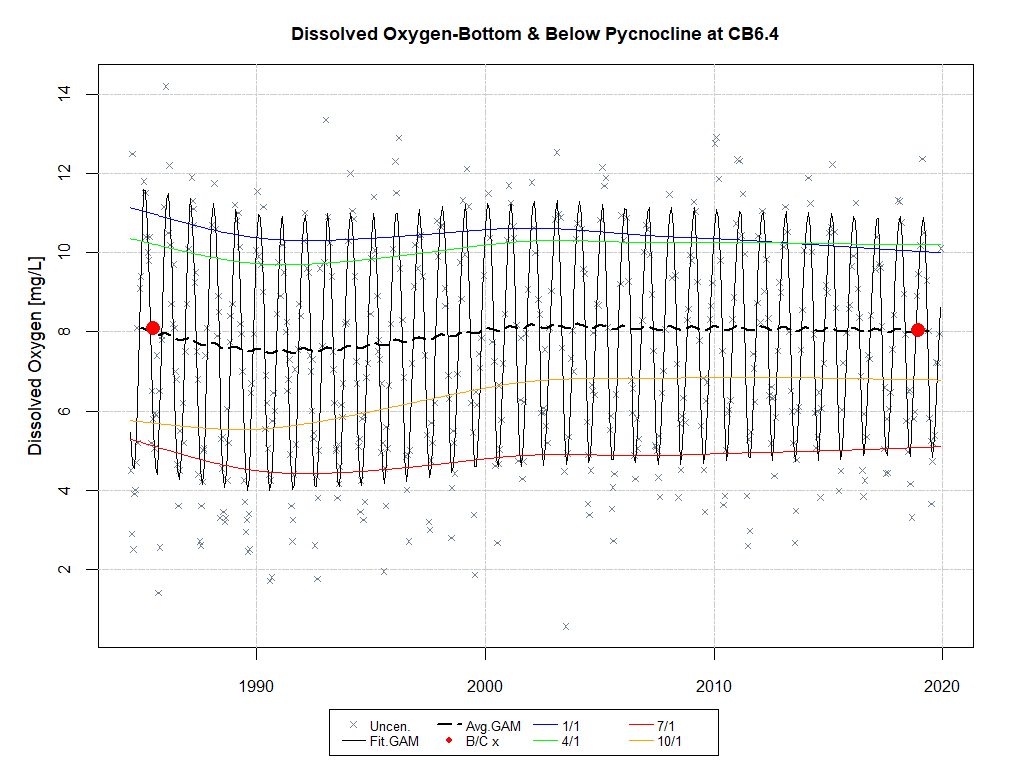 Dissolved Oxygen-Bottom & Below Pycnocline at CB6.4
Dissolved Oxygen [mg/L]
14
12
10
8
6
4
2
1990 2000 2010 2020
Uncen. Avg.GAM 1/1 7/1
Fit.GAM B/C x 4/1 10/1